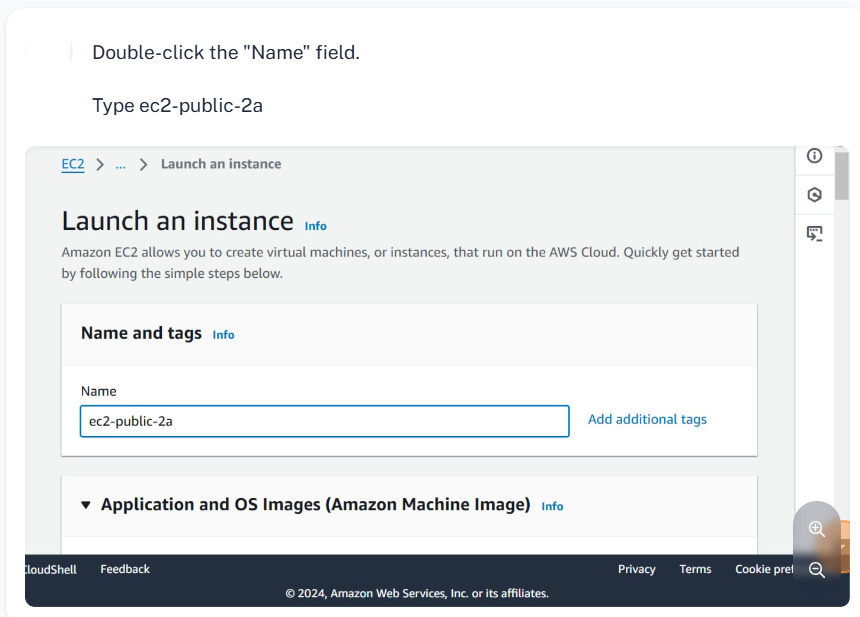 Double-click the "Name" field.
Type ec2-public-2a
EC2 > ... > Launch an instance
Launch an instance Info
Amazon EC2 allows you to create virtual machines, or instances, that run on the AWS Cloud. Quickly get started
by following the simple steps below.
Name and tags Info
Name
ec2-public-2a
Add additional tags
▼ Application and OS Images (Amazon Machine Image) Info
CloudShell Feedback Privacy Terms Cookie pref
© 2024, Amazon Web Services, Inc. or its affiliates.